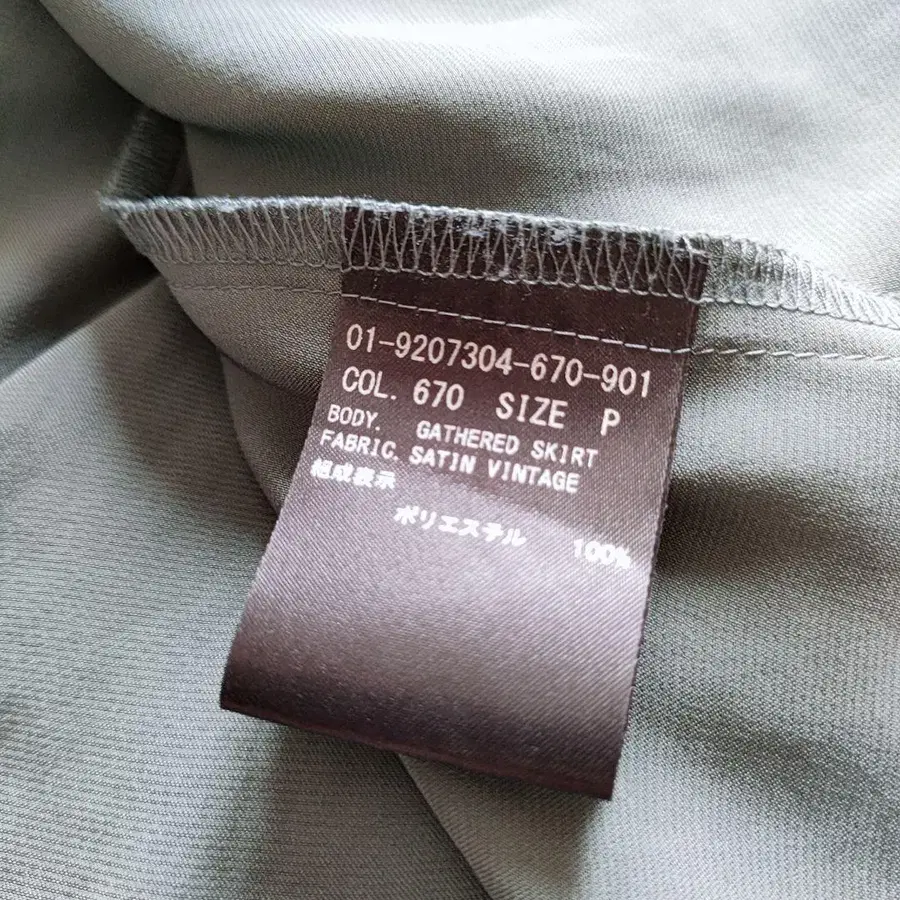 01-9207304-670-901
COL. 670 SIZE P
BODY. GATHERED SKIRT
FABRIC. SATIN VINTAGE
組成表示
ポリエステル 100%